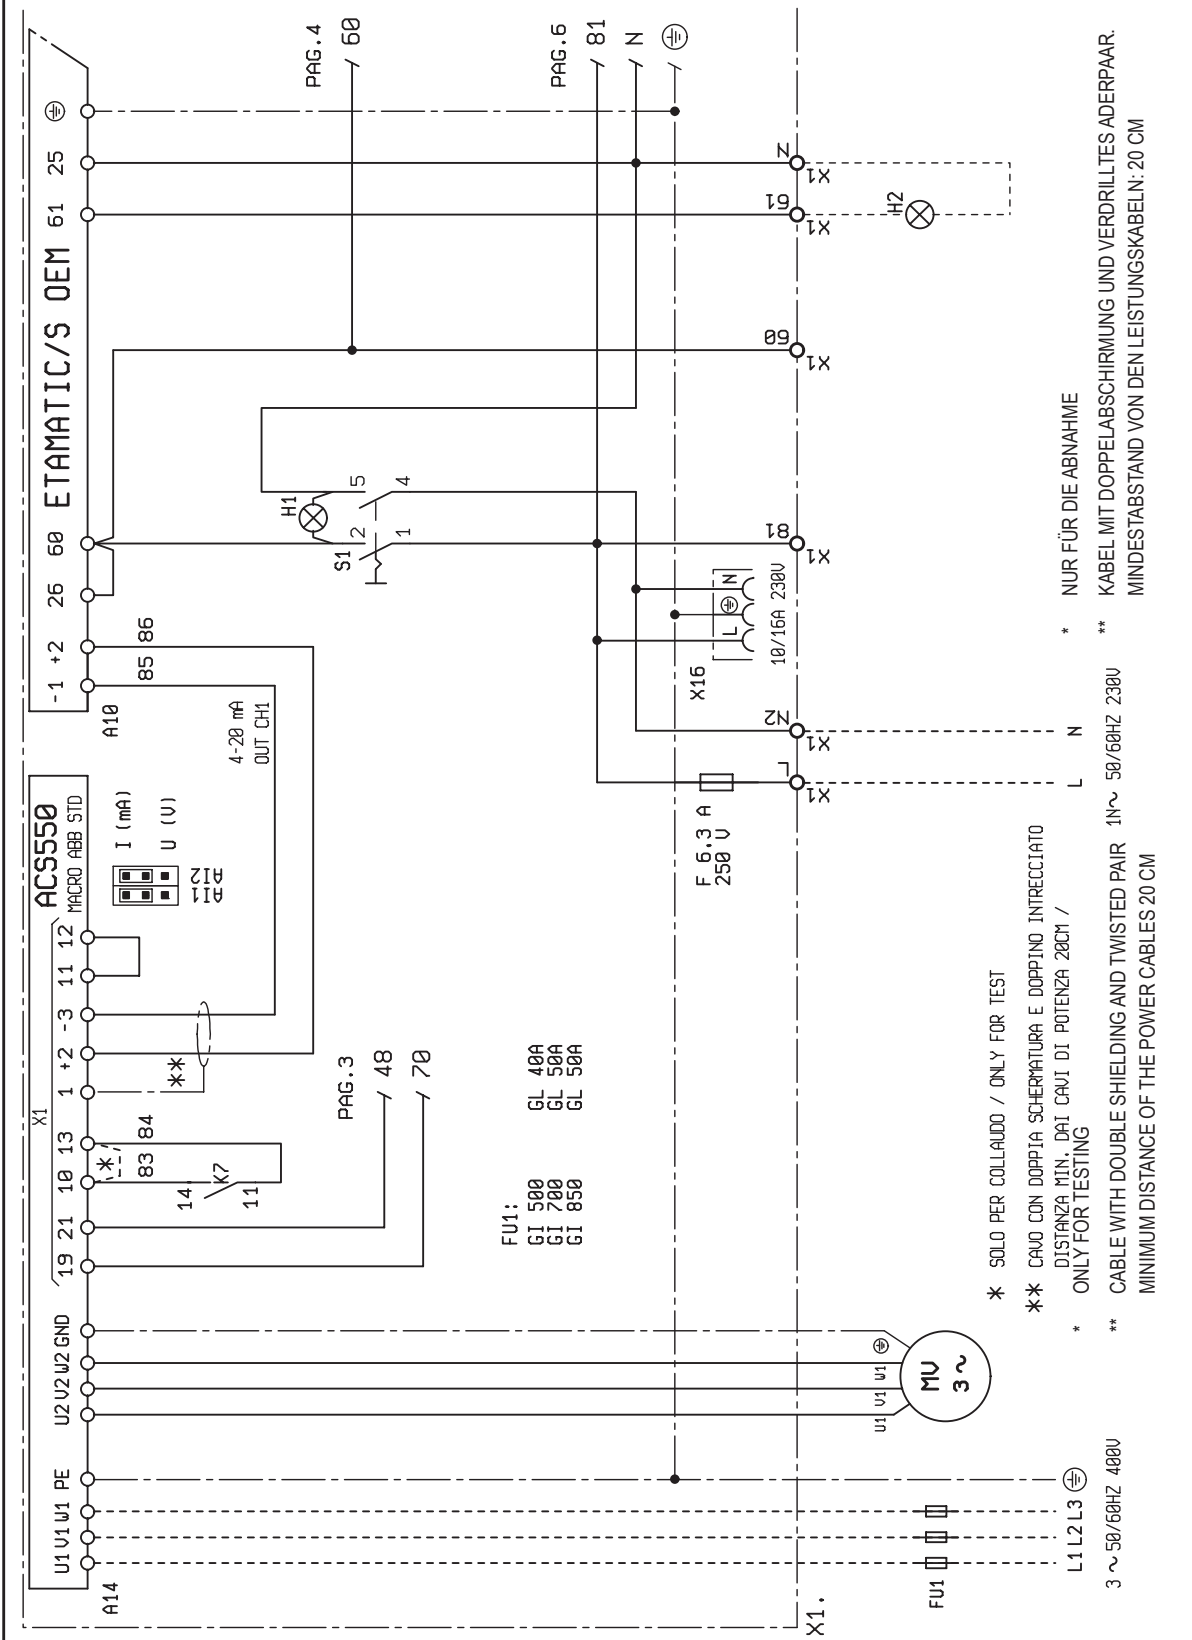 ACS550
MACRO ABB STD
X1
U1 V1 W1 PE
U2 V2 W2 GND
19 21 10 13 1 +2 -3 11 12
A14
I (mA)
U (V)
AI1 AI2
ETAMATIC/S OEM
-1 +2 26 60 61 25
A10
85 86
4-20 mA
OUT CH1
*
83 84
14
K7
11
**
PAG.3
48
70
H1
S1
2 5
1 4
PAG.4
60
PAG.6
81
N
FU1:
GI 500 GL 40A
GI 700 GL 50A
GI 850 GL 50A
F 6.3 A
250 V
X16
L N
10/16A 230V
L N2 81 60 61 N
X1 X1 X1 X1 X1 X1
H2
U1 V1 W1
MV
3 ~
X1.
FU1
L1 L2 L3
3 ~ 50/60HZ 400V
L N
1N~ 50/60HZ 230V
* SOLO PER COLLAUDO / ONLY FOR TEST
** CAVO CON DOPPIA SCHERMATURA E DOPPINO INTRECCIATO
DISTANZA MIN. DAI CAVI DI POTENZA 20CM /
* ONLY FOR TESTING
** CABLE WITH DOUBLE SHIELDING AND TWISTED PAIR
MINIMUM DISTANCE OF THE POWER CABLES 20 CM
* NUR FÜR DIE ABNAHME
** KABEL MIT DOPPELABSCHIRMUNG UND VERDRILLTES ADERPAAR.
MINDESTABSTAND VON DEN LEISTUNGSKABELN: 20 CM